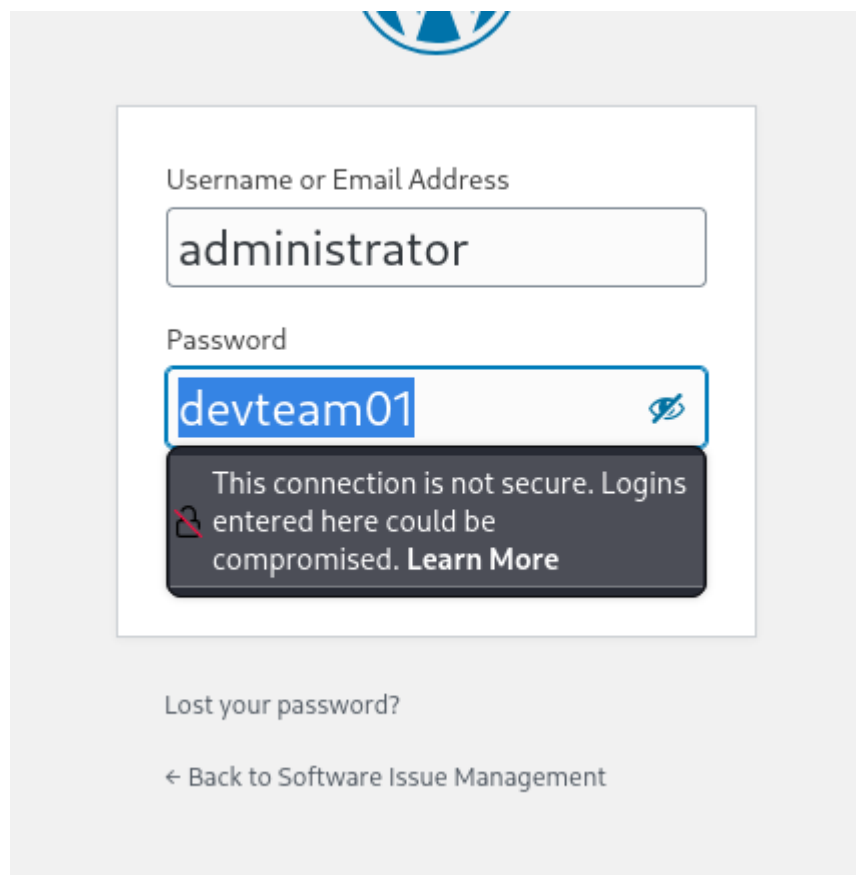 Username or Email Address
administrator
Password
devteam01
This connection is not secure. Logins
entered here could be
compromised. Learn More
Lost your password?
← Back to Software Issue Management